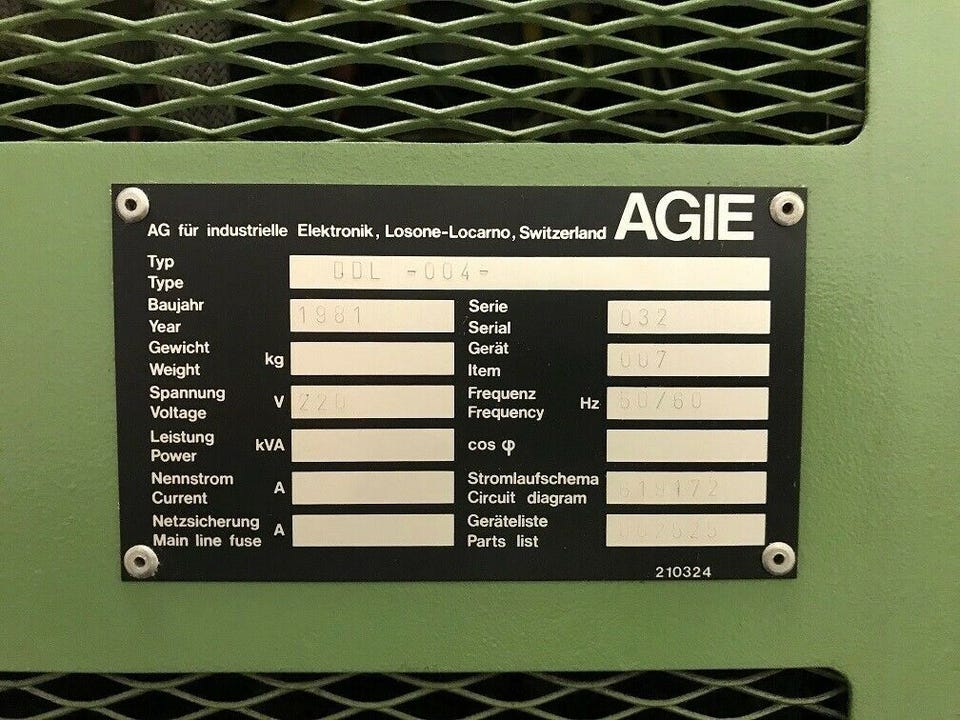 AG für industrielle Elektronik, Losone-Locarno, Switzerland AGIE
Typ
Type
-004-
Baujahr
Year
1981
Serie
Serial
032
Gewicht
Weight
kg
Gerät
Item
007
Spannung
Voltage
V
220
Frequenz
Frequency
Hz
50/60
Leistung
Power
kVA
cos φ
Nennstrom
Current
A
Stromlaufschema
Circuit diagram
Netzsicherung
Main line fuse
A
Geräteliste
Parts list
210324